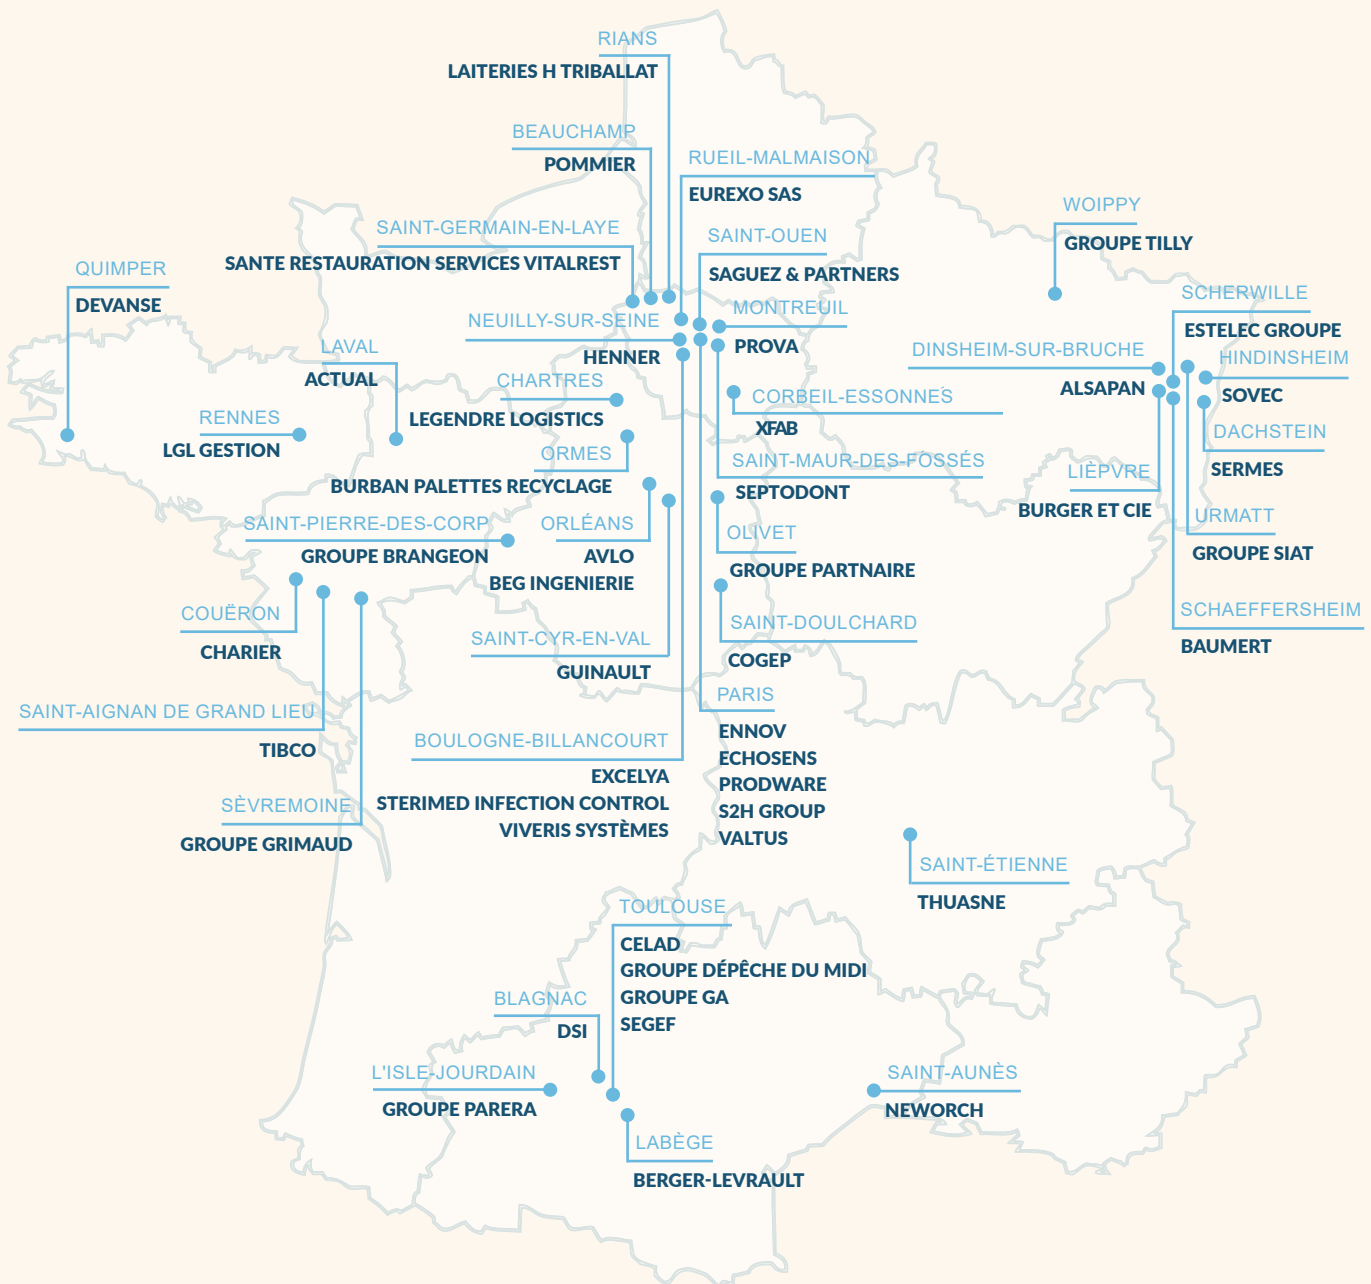 RIANS
LAITERIES H TRIBALLAT
BEAUCHAMP
POMMIER
RUEIL-MALMAISON
EUREXO SAS
WOIPPY
GROUPE TILLY
SAINT-GERMAIN-EN-LAYE
SANTE RESTAURATION SERVICES VITALREST
SAINT-OUEN
SAGUEZ & PARTNERS
QUIMPER
DEVANSE
SCHERWILLE
ESTELEC GROUPE
NEUILLY-SUR-SEINE
HENNER
MONTREUIL
PROVA
LAVAL
ACTUAL
DINSHEIM-SUR-BRUCHE
ALSAPAN
HINDINSHEIM
SOVEC
CHARTRES
LEGENDRE LOGISTICS
CORBEIL-ESSONNES
XFAB
RENNES
LGL GESTION
DACHSTEIN
SERMES
ORMES
BURBAN PALETTES RECYCLAGE
SAINT-MAUR-DES-FOSSÉS
SEPTODONT
LIÈPVRE
BURGER ET CIE
SAINT-PIERRE-DES-CORP
GROUPE BRANGEON
ORLÉANS
AVLO
BEG INGENIERIE
OLIVET
GROUPE PARTNAIRE
URMATT
GROUPE SIAT
COUËRON
CHARIER
SAINT-CYR-EN-VAL
GUINAULT
SAINT-DOULCHARD
COGEP
SCHAEFFERSHEIM
BAUMERT
SAINT-AIGNAN DE GRAND LIEU
TIBCO
PARIS
ENNOV
ECHOSENS
PRODWARE
S2H GROUP
VALTUS
BOULOGNE-BILLANCOURT
EXCELYA
STERIMED INFECTION CONTROL
VIVERIS SYSTÈMES
SÈVREMOINE
GROUPE GRIMAUD
SAINT-ÉTIENNE
THUASNE
TOULOUSE
CELAD
GROUPE DÉPÊCHE DU MIDI
GROUPE GA
SEGEF
BLAGNAC
DSI
L'ISLE-JOURDAIN
GROUPE PARERA
SAINT-AUNÈS
NEWORCH
LABÈGE
BERGER-LEVRAULT